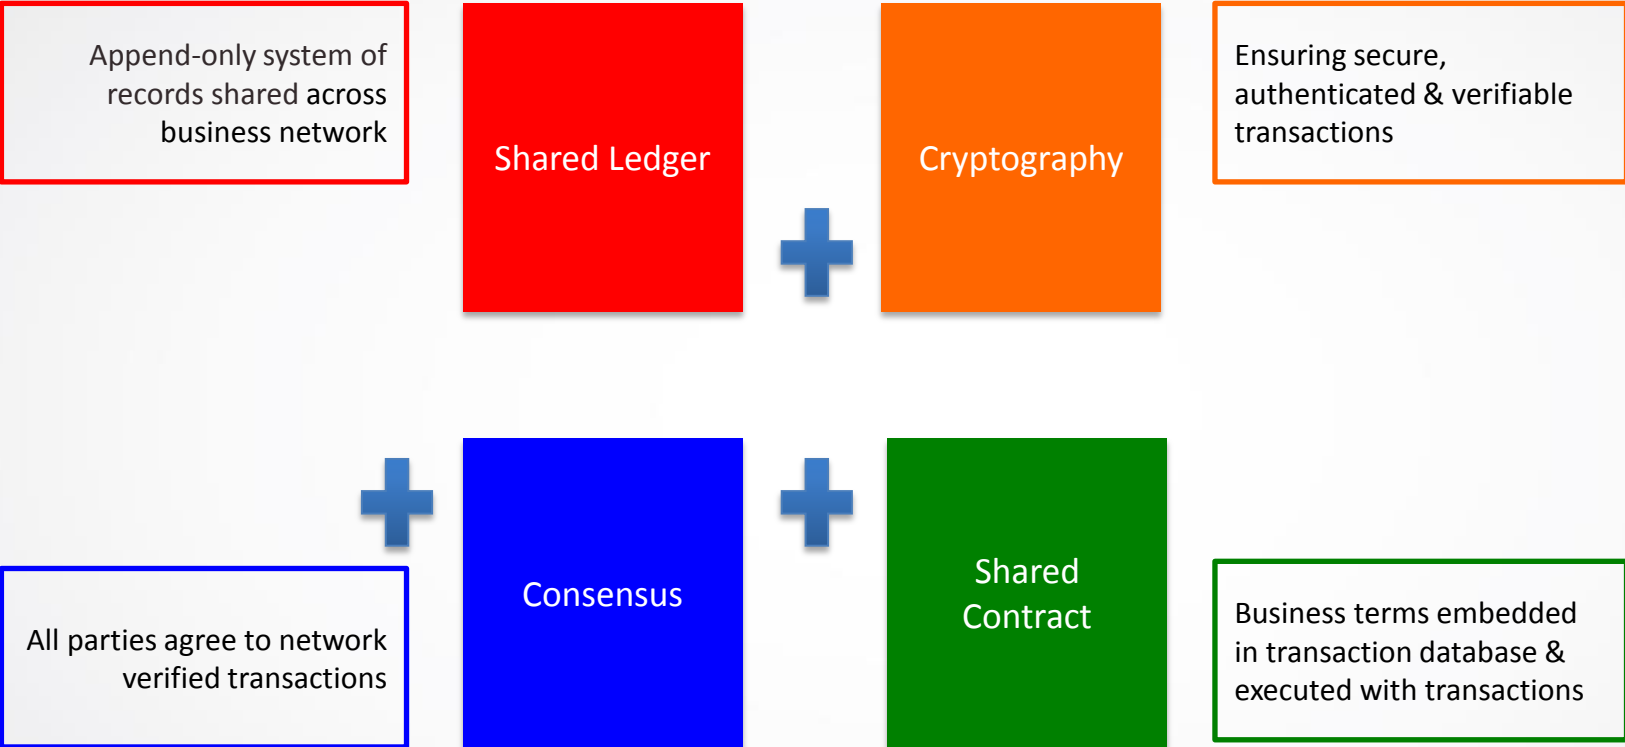 Append-only system of
records shared across
business network
Shared Ledger
Cryptography
Ensuring secure,
authenticated & verifiable
transactions
All parties agree to network
verified transactions
Consensus
Shared
Contract
Business terms embedded
in transaction database &
executed with transactions